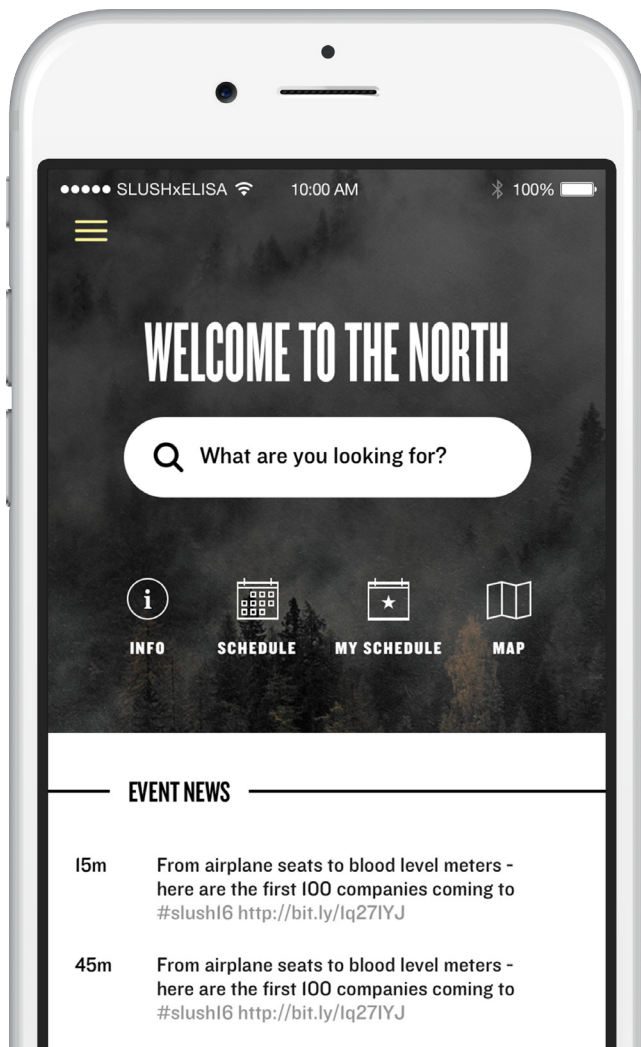 SLUSHxELISA 10:00 AM 100%
WELCOME TO THE NORTH
What are you looking for?
i
INFO SCHEDULE MY SCHEDULE MAP
EVENT NEWS
15m From airplane seats to blood level meters -
here are the first 100 companies coming to
#slush16 http://bit.ly/1q27IYJ
45m From airplane seats to blood level meters -
here are the first 100 companies coming to
#slush16 http://bit.ly/1q27IYJ